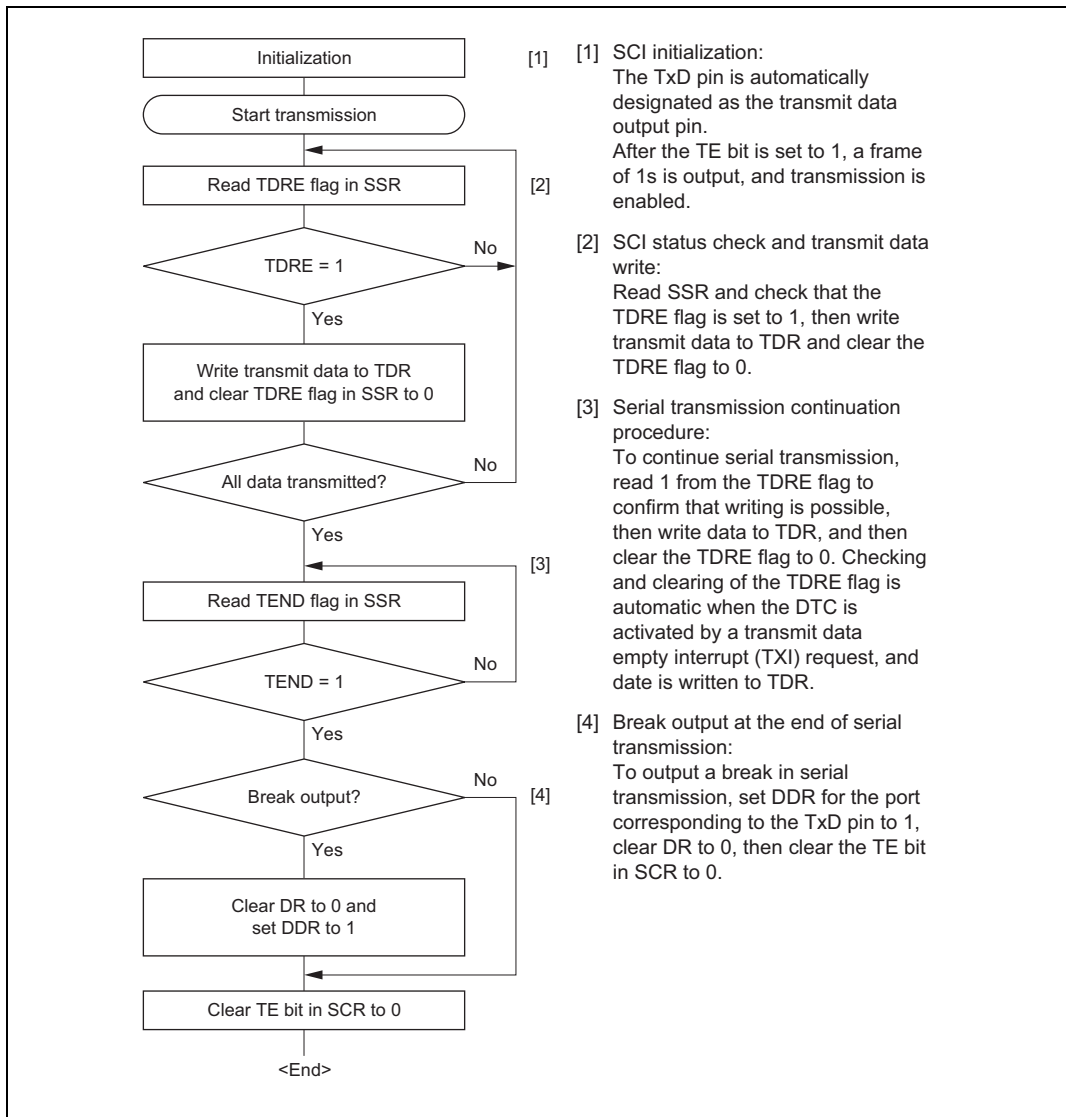 Initialization
[1]
Start transmission
Read TDRE flag in SSR
[2]
No
TDRE = 1
Yes
Write transmit data to TDR
and clear TDRE flag in SSR to 0
No
All data transmitted?
Yes
[3]
Read TEND flag in SSR
No
TEND = 1
Yes
No
Break output?
[4]
Yes
Clear DR to 0 and
set DDR to 1
Clear TE bit in SCR to 0
<End>
[1] SCI initialization:
The TxD pin is automatically
designated as the transmit data
output pin.
After the TE bit is set to 1, a frame
of 1s is output, and transmission is
enabled.
[2] SCI status check and transmit data
write:
Read SSR and check that the
TDRE flag is set to 1, then write
transmit data to TDR and clear the
TDRE flag to 0.
[3] Serial transmission continuation
procedure:
To continue serial transmission,
read 1 from the TDRE flag to
confirm that writing is possible,
then write data to TDR, and then
clear the TDRE flag to 0. Checking
and clearing of the TDRE flag is
automatic when the DTC is
activated by a transmit data
empty interrupt (TXI) request, and
date is written to TDR.
[4] Break output at the end of serial
transmission:
To output a break in serial
transmission, set DDR for the port
corresponding to the TxD pin to 1,
clear DR to 0, then clear the TE bit
in SCR to 0.